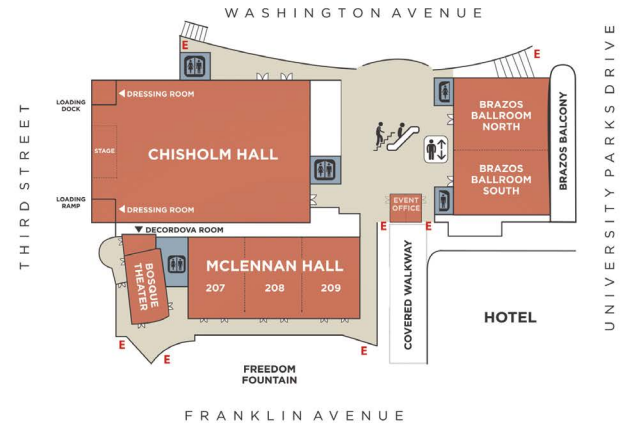 WASHINGTON AVENUE
E
E
LOADING
DOCK
DRESSING ROOM
STAGE
CHISHOLM HALL
LOADING
RAMP
DRESSING ROOM
DECORDOVA ROOM
BRAZOS
BALLROOM
NORTH
BRAZOS
BALLROOM
SOUTH
BRAZOS BALCONY
EVENT
OFFICE
E
E
THIRD STREET
UNIVERSITY PARKS DRIVE
BOSQUE
THEATER
MCLENNAN HALL
207
208
209
COVERED WALKWAY
HOTEL
E
E
E
FREEDOM
FOUNTAIN
FRANKLIN AVENUE